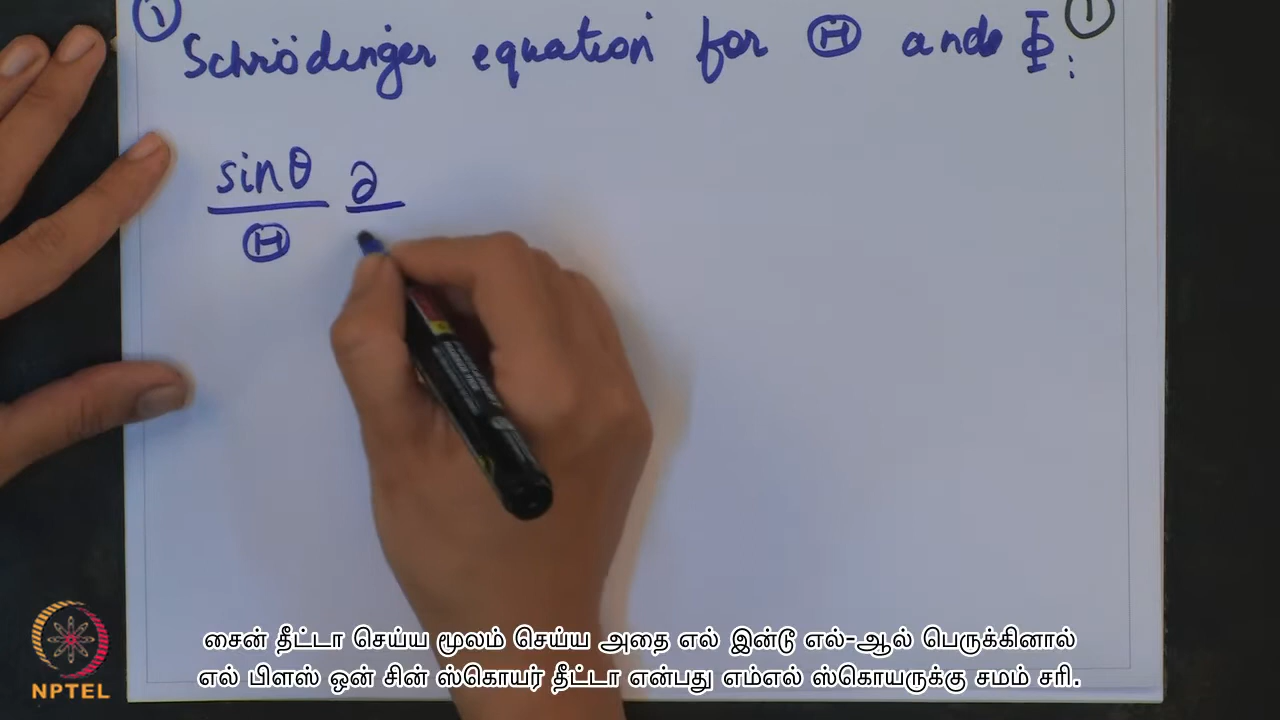 ① Schrödinger equation for Ⓗ and Φ: ①
sinθ ∂
Ⓗ
சைன் தீட்டா செய்ய மூலம் செய்ய அதை எல் இன்டூ எல்-ஆல் பெருக்கினால்
எல் பிளஸ் ஒன் சின் ஸ்கொயர் தீட்டா என்பது எம்எல் ஸ்கொயருக்கு சமம் சரி.
NPTEL